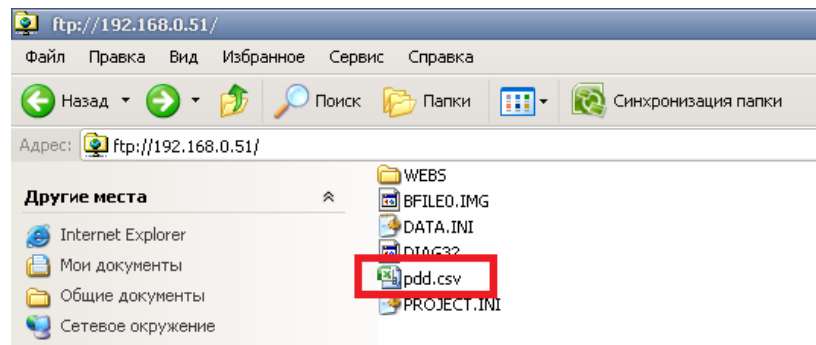 ftp://192.168.0.51/
Файл Правка Вид Избранное Сервис Справка
Назад Поиск Папки Синхронизация папки
Адрес: ftp://192.168.0.51/
Другие места
Internet Explorer
Мои документы
Общие документы
Сетевое окружение
WEBS
BFILE0.IMG
DATA.INI
DIAG32
pdd.csv
PROJECT.INI